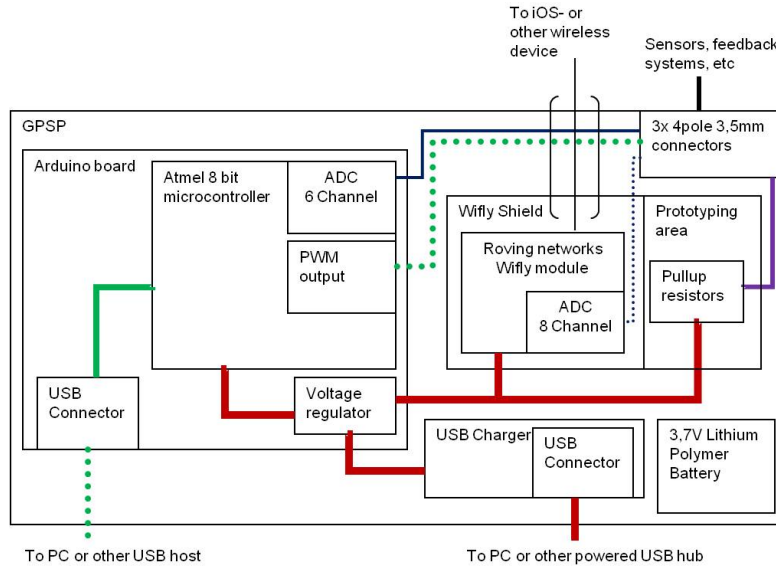 To iOS- or
other wireless
device
Sensors, feedback
systems, etc
GPSP
3x 4pole 3,5mm
connectors
Arduino board
Atmel 8 bit
microcontroller
ADC
6 Channel
PWM
output
Wifly Shield
Prototyping
area
Roving networks
Wifly module
ADC
8 Channel
Pullup
resistors
USB
Connector
Voltage
regulator
USB Charger
USB
Connector
3,7V Lithium
Polymer
Battery
To PC or other USB host
To PC or other powered USB hub